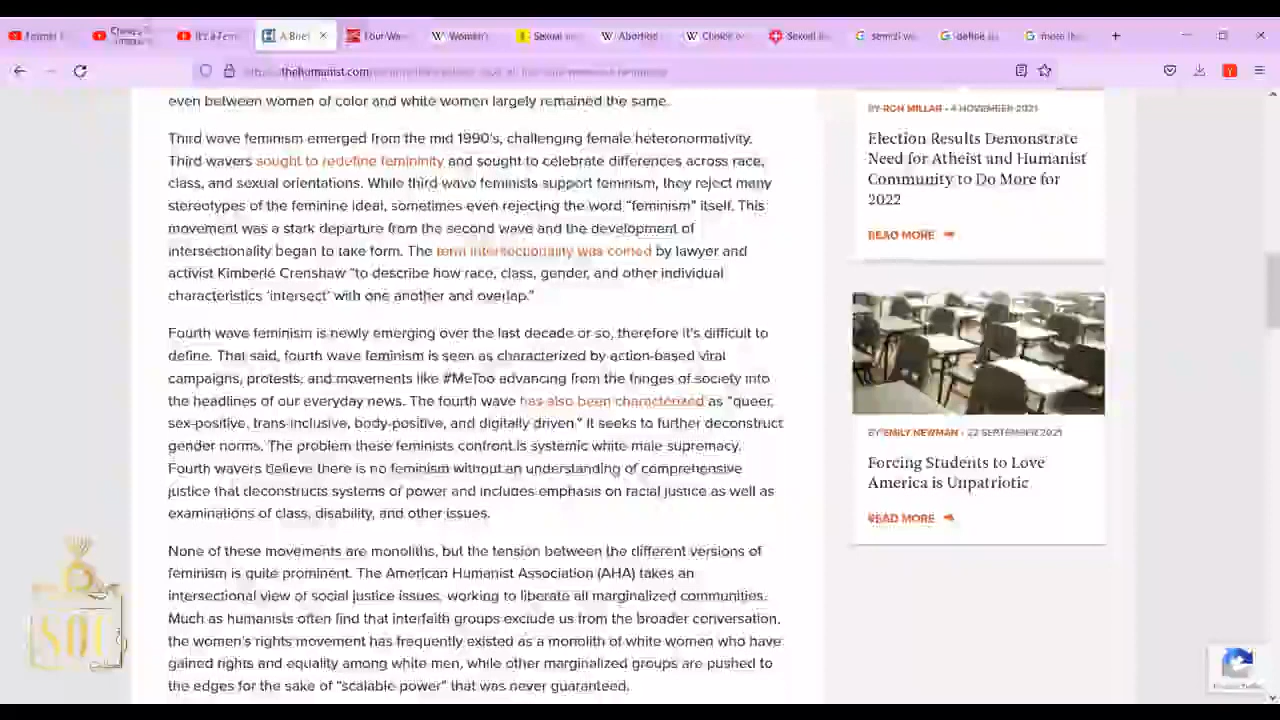 A Brief
Your Wa
Women's
Sexual
Abortion
Sexual
define
more
thehumanist.com
even between women of color and white women largely remained the same.
Third wave feminism emerged from the mid 1990's, challenging female heteronormativity.
Third wavers sought to redefine femininity and sought to celebrate differences across race,
class, and sexual orientations. While third wave feminists support feminism, they reject many
stereotypes of the feminine ideal, sometimes even rejecting the word “feminism” itself. This
movement was a stark departure from the second wave and the development of
intersectionality began to take form. The term intersectionality was coined by lawyer and
activist Kimberlé Crenshaw “to describe how race, class, gender, and other individual
characteristics ‘intersect’ with one another and overlap.”
Fourth wave feminism is newly emerging over the last decade or so, therefore it's difficult to
define. That said, fourth wave feminism is seen as characterized by action-based viral
campaigns, protests, and movements like #MeToo advancing from the fringes of society into
the headlines of our everyday news. The fourth wave has also been characterized as “queer,
sex-positive, trans-inclusive, body-positive, and digitally driven.” It seeks to further deconstruct
gender norms. The problem these feminists confront is systemic white male supremacy.
Fourth wavers believe there is no feminism without an understanding of comprehensive
justice that deconstructs systems of power and includes emphasis on racial justice as well as
examinations of class, disability, and other issues.
None of these movements are monoliths, but the tension between the different versions of
feminism is quite prominent. The American Humanist Association (AHA) takes an
intersectional view of social justice issues, working to liberate all marginalized communities.
Much as humanists often find that interfaith groups exclude us from the broader conversation,
the women's rights movement has frequently existed as a monolith of white women who have
gained rights and equality among white men, while other marginalized groups are pushed to
the edges for the sake of “scalable power” that was never guaranteed.
BY RON MILLAR • 4 NOVEMBER 2021
Election Results Demonstrate
Need for Atheist and Humanist
Community to Do More for
2022
READ MORE
BY EMILY NEWMAN • 22 SEPTEMBER 2021
Forcing Students to Love
America is Unpatriotic
READ MORE